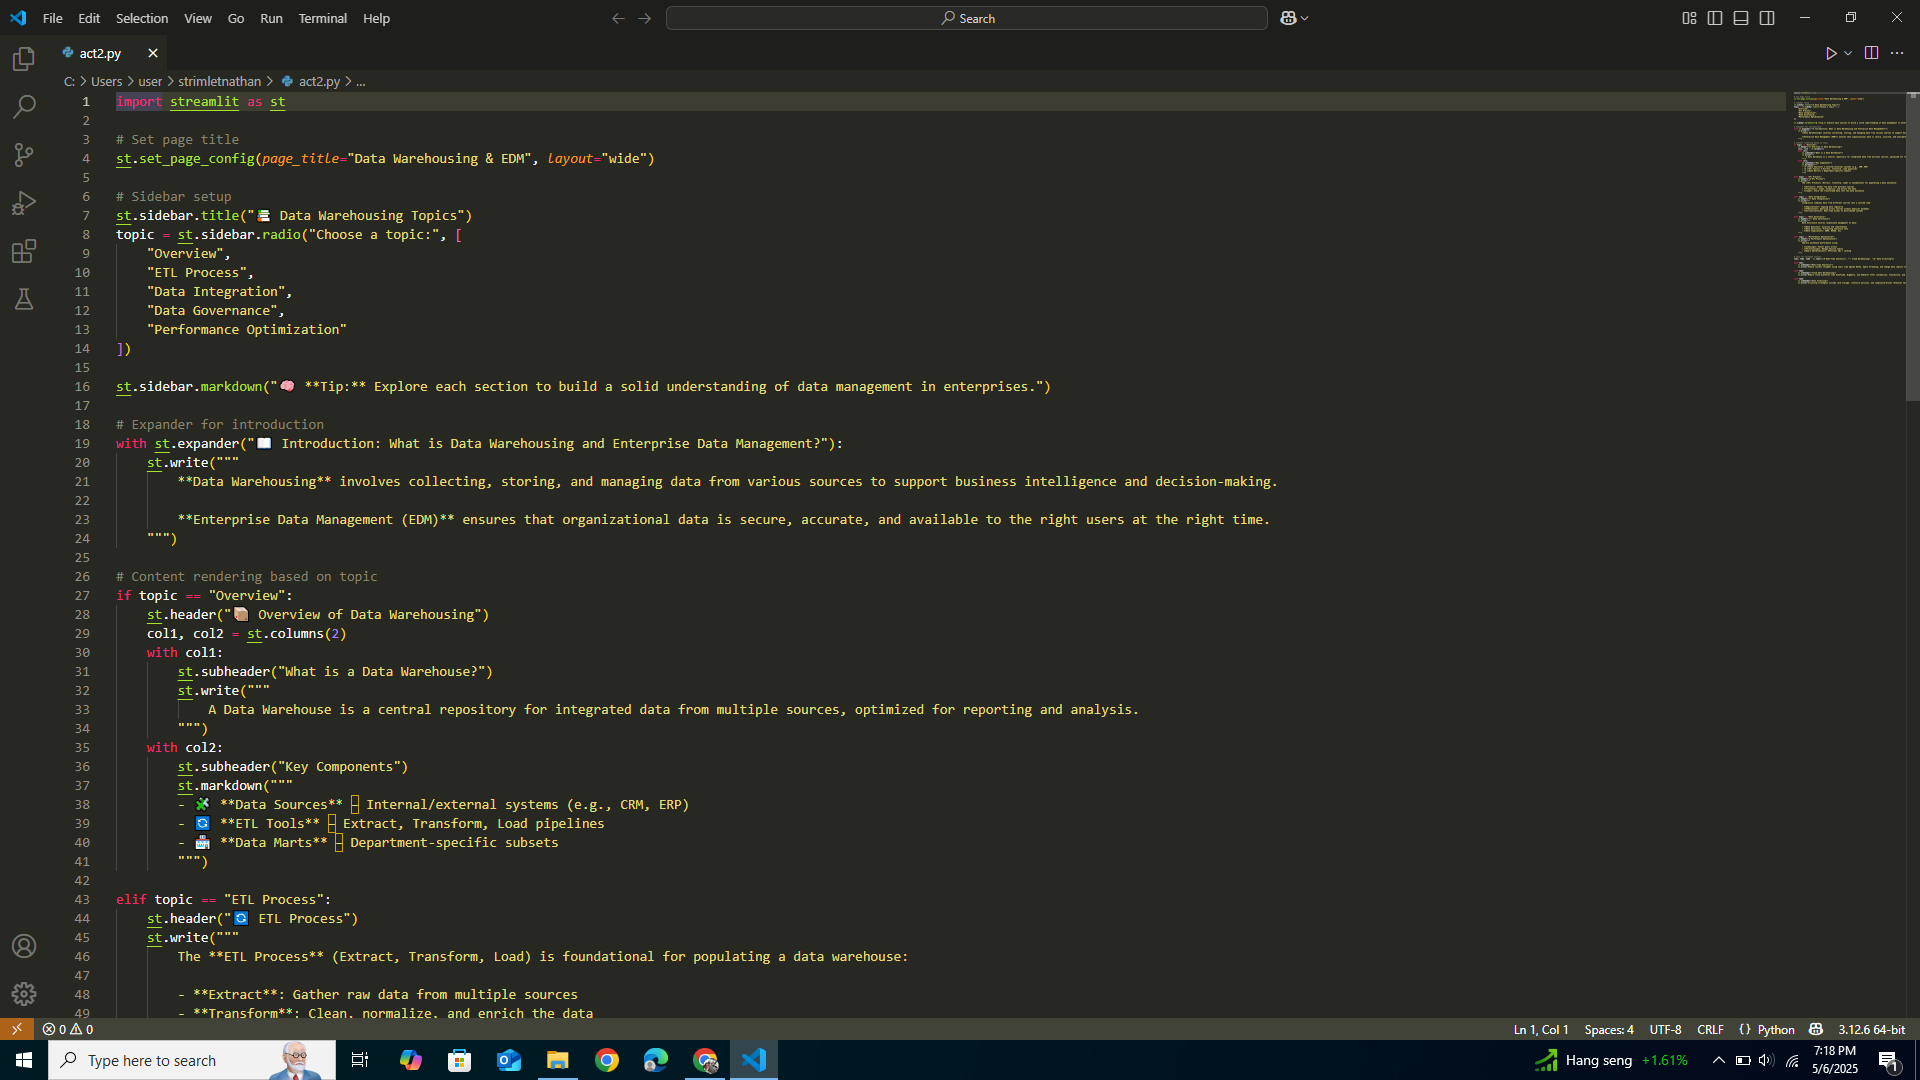 File Edit Selection View Go Run Terminal Help
Search
act2.py
C: > Users > user > strimletnathan > act2.py > ...
1 import streamlit as st
2
3 # Set page title
4 st.set_page_config(page_title="Data Warehousing & EDM", layout="wide")
5
6 # Sidebar setup
7 st.sidebar.title("📚 Data Warehousing Topics")
8 topic = st.sidebar.radio("Choose a topic:", [
9 "Overview",
10 "ETL Process",
11 "Data Integration",
12 "Data Governance",
13 "Performance Optimization"
14 ])
15
16 st.sidebar.markdown("🧠 **Tip:** Explore each section to build a solid understanding of data management in enterprises.")
17
18 # Expander for introduction
19 with st.expander("📖 Introduction: What is Data Warehousing and Enterprise Data Management?"):
20 st.write("""
21 **Data Warehousing** involves collecting, storing, and managing data from various sources to support business intelligence and decision-making.
22
23 **Enterprise Data Management (EDM)** ensures that organizational data is secure, accurate, and available to the right users at the right time.
24 """)
25
26 # Content rendering based on topic
27 if topic == "Overview":
28 st.header("📦 Overview of Data Warehousing")
29 col1, col2 = st.columns(2)
30 with col1:
31 st.subheader("What is a Data Warehouse?")
32 st.write("""
33 A Data Warehouse is a central repository for integrated data from multiple sources, optimized for reporting and analysis.
34 """)
35 with col2:
36 st.subheader("Key Components")
37 st.markdown("""
38 - 🧩 **Data Sources** – Internal/external systems (e.g., CRM, ERP)
39 - 🔄 **ETL Tools** – Extract, Transform, Load pipelines
40 - 🏪 **Data Marts** – Department-specific subsets
41 """)
42
43 elif topic == "ETL Process":
44 st.header("🔄 ETL Process")
45 st.write("""
46 The **ETL Process** (Extract, Transform, Load) is foundational for populating a data warehouse:
47
48 - **Extract**: Gather raw data from multiple sources
49 - **Transform**: Clean, normalize, and enrich the data
0 0 Ln 1, Col 1 Spaces: 4 UTF-8 CRLF {} Python 3.12.6 64-bit
Type here to search Hang seng +1.61% 7:18 PM
5/6/2025 1